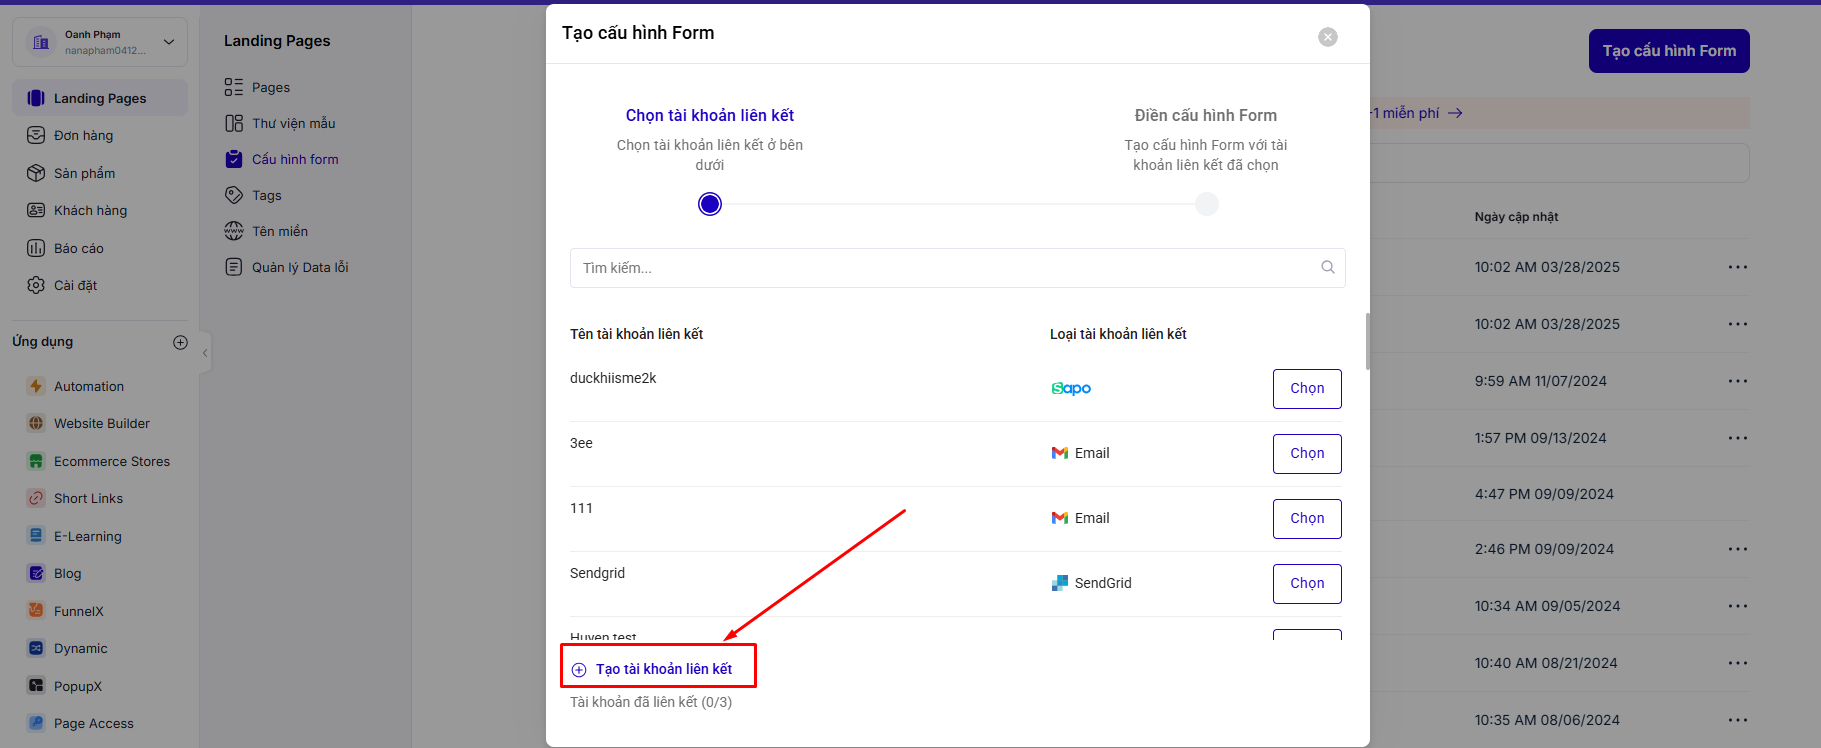 Oanh Phạm
nanapham0412...
Landing Pages
Đơn hàng
Sản phẩm
Khách hàng
Báo cáo
Cài đặt
Ứng dụng
Automation
Website Builder
Ecommerce Stores
Short Links
E-Learning
Blog
FunnelX
Dynamic
PopupX
Page Access
Landing Pages
Pages
Thư viện mẫu
Cấu hình form
Tags
Tên miền
Quản lý Data lỗi
Tạo cấu hình Form
Chọn tài khoản liên kết
Chọn tài khoản liên kết ở bên
dưới
Điền cấu hình Form
Tạo cấu hình Form với tài
khoản liên kết đã chọn
Tìm kiếm...
Tên tài khoản liên kết Loại tài khoản liên kết
duckhiisme2k Sapo Chọn
3ee Email Chọn
111 Email Chọn
Sendgrid SendGrid Chọn
Huyen test
Tạo tài khoản liên kết
Tài khoản đã liên kết (0/3)
Tạo cấu hình Form
1 miễn phí
Ngày cập nhật
10:02 AM 03/28/2025
10:02 AM 03/28/2025
9:59 AM 11/07/2024
1:57 PM 09/13/2024
4:47 PM 09/09/2024
2:46 PM 09/09/2024
10:34 AM 09/05/2024
10:40 AM 08/21/2024
10:35 AM 08/06/2024